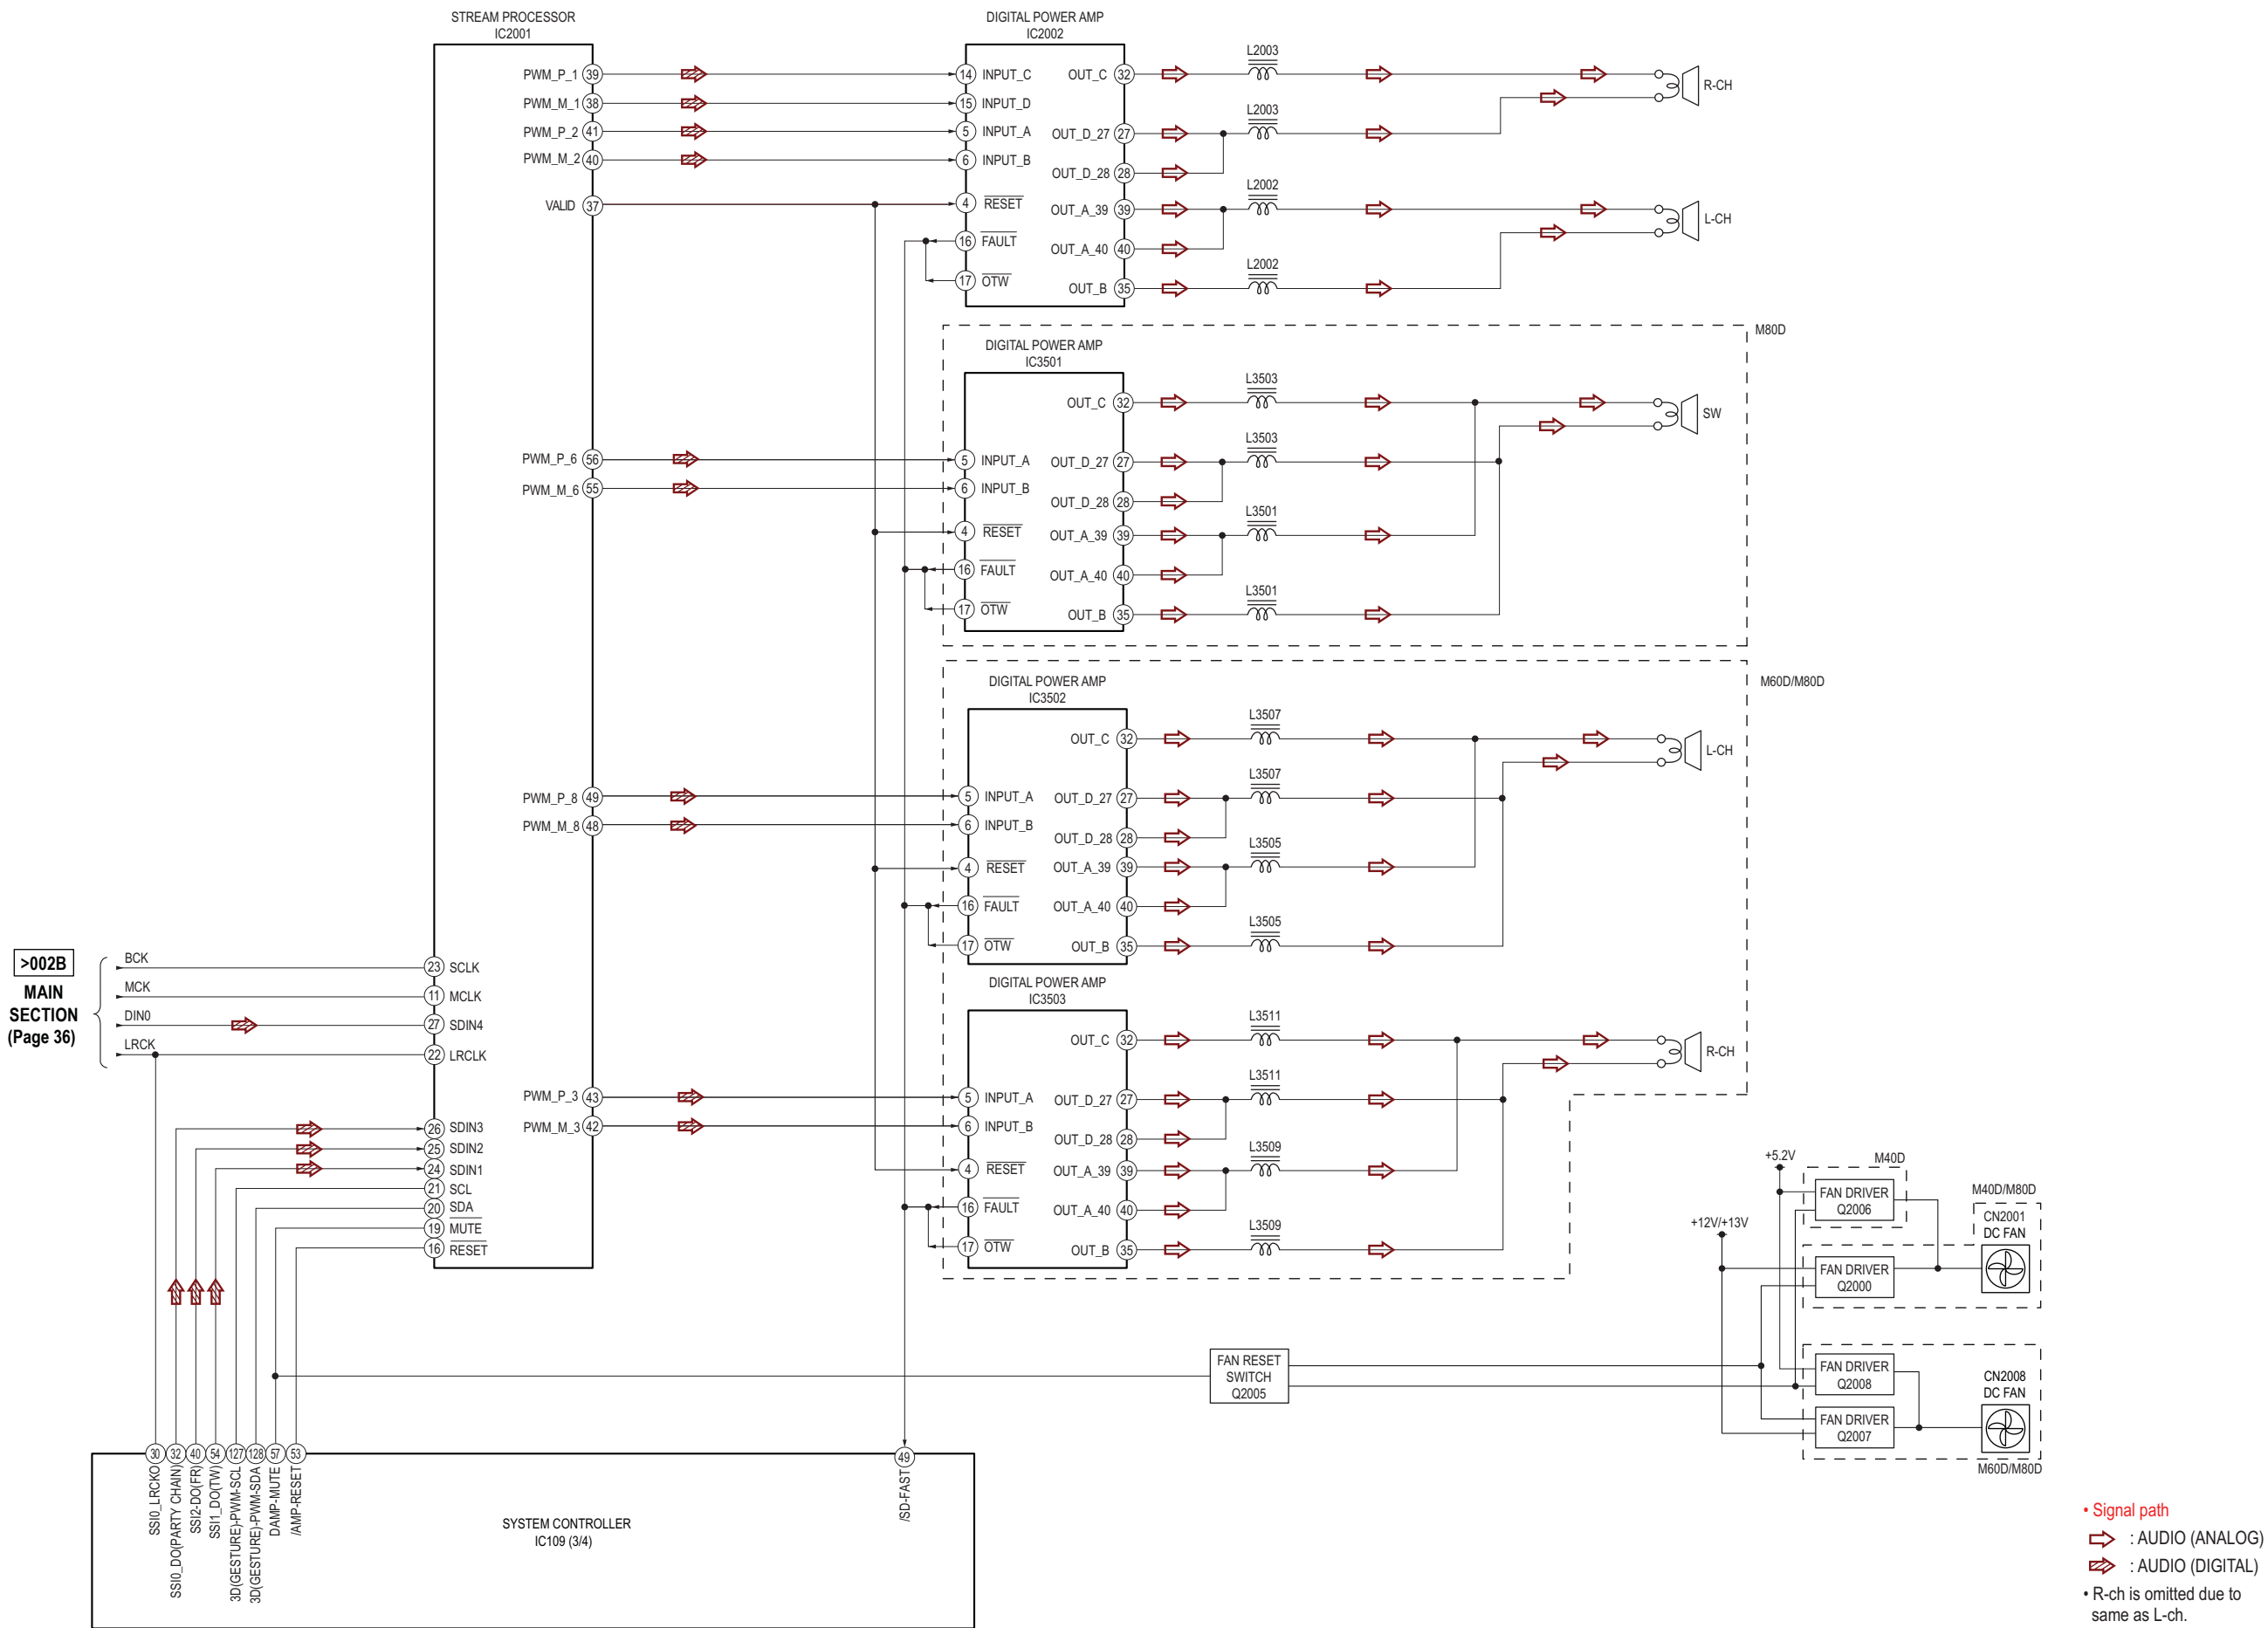 STREAM PROCESSOR
IC2001
PWM_P_1 39
PWM_M_1 38
PWM_P_2 41
PWM_M_2 40
VALID 37
PWM_P_6 56
PWM_M_6 55
PWM_P_8 49
PWM_M_8 48
PWM_P_3 43
PWM_M_3 42
23 SCLK
11 MCLK
27 SDIN4
22 LRCLK
26 SDIN3
25 SDIN2
24 SDIN1
21 SCL
20 SDA
19 MUTE
16 RESET
>002B
MAIN
SECTION
(Page 36)
BCK
MCK
DIN0
LRCK
DIGITAL POWER AMP
IC2002
14 INPUT_C
15 INPUT_D
5 INPUT_A
6 INPUT_B
4 RESET
16 FAULT
17 OTW
OUT_C 32
OUT_D_27 27
OUT_D_28 28
OUT_A_39 39
OUT_A_40 40
OUT_B 35
L2003
L2003
L2002
L2002
R-CH
L-CH
M80D
DIGITAL POWER AMP
IC3501
5 INPUT_A
6 INPUT_B
4 RESET
16 FAULT
17 OTW
OUT_C 32
OUT_D_27 27
OUT_D_28 28
OUT_A_39 39
OUT_A_40 40
OUT_B 35
L3503
L3503
L3501
L3501
SW
M60D/M80D
DIGITAL POWER AMP
IC3502
5 INPUT_A
6 INPUT_B
4 RESET
16 FAULT
17 OTW
OUT_C 32
OUT_D_27 27
OUT_D_28 28
OUT_A_39 39
OUT_A_40 40
OUT_B 35
L3507
L3507
L3505
L3505
L-CH
DIGITAL POWER AMP
IC3503
5 INPUT_A
6 INPUT_B
4 RESET
16 FAULT
17 OTW
OUT_C 32
OUT_D_27 27
OUT_D_28 28
OUT_A_39 39
OUT_A_40 40
OUT_B 35
L3511
L3511
L3509
L3509
R-CH
+5.2V
+12V/+13V
M40D
FAN DRIVER
Q2006
M40D/M80D
CN2001
DC FAN
FAN DRIVER
Q2000
FAN RESET
SWITCH
Q2005
FAN DRIVER
Q2008
CN2008
DC FAN
FAN DRIVER
Q2007
M60D/M80D
30 SSI0_LRCKO
32 SSI0_DO(PARTY CHAIN)
40 SSI2-DO(FR)
54 SSI1_DO(TW)
127 3D(GESTURE)-PWM-SCL
128 3D(GESTURE)-PWM-SDA
57 DAMP-MUTE
53 /AMP-RESET
49 /SD-FAST
SYSTEM CONTROLLER
IC109 (3/4)
• Signal path
: AUDIO (ANALOG)
: AUDIO (DIGITAL)
• R-ch is omitted due to
same as L-ch.